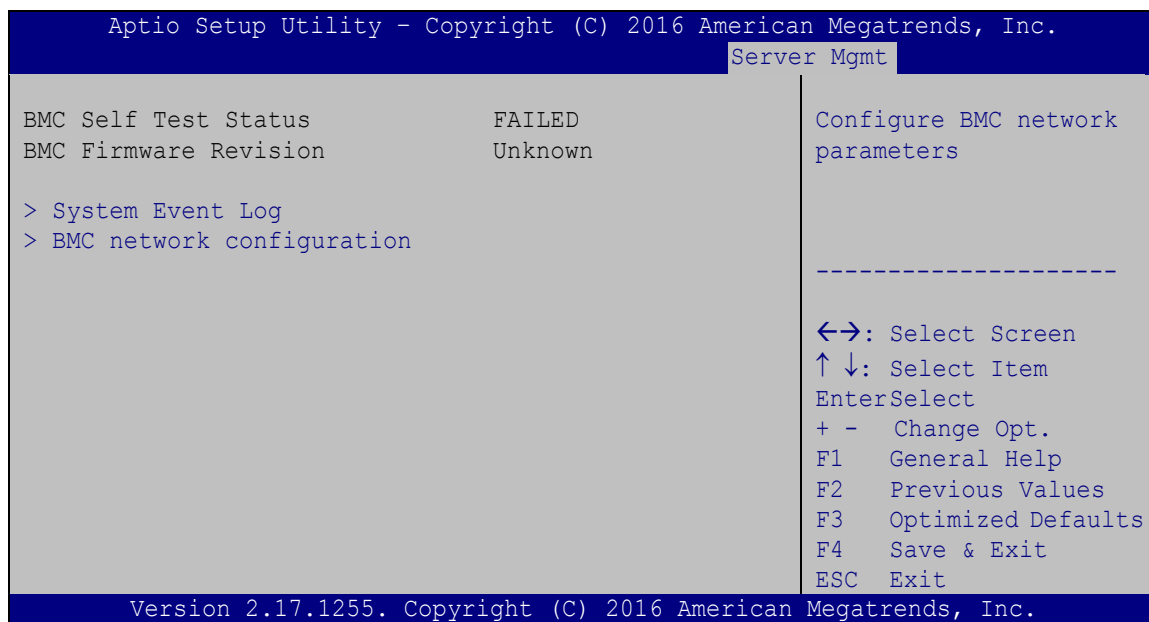 Aptio Setup Utility – Copyright (C) 2016 American Megatrends, Inc.
Server Mgmt
BMC Self Test Status FAILED
BMC Firmware Revision Unknown
> System Event Log
> BMC network configuration
Configure BMC network
parameters
----------------------
←→: Select Screen
↑ ↓: Select Item
EnterSelect
+ - Change Opt.
F1 General Help
F2 Previous Values
F3 Optimized Defaults
F4 Save & Exit
ESC Exit
Version 2.17.1255. Copyright (C) 2016 American Megatrends, Inc.